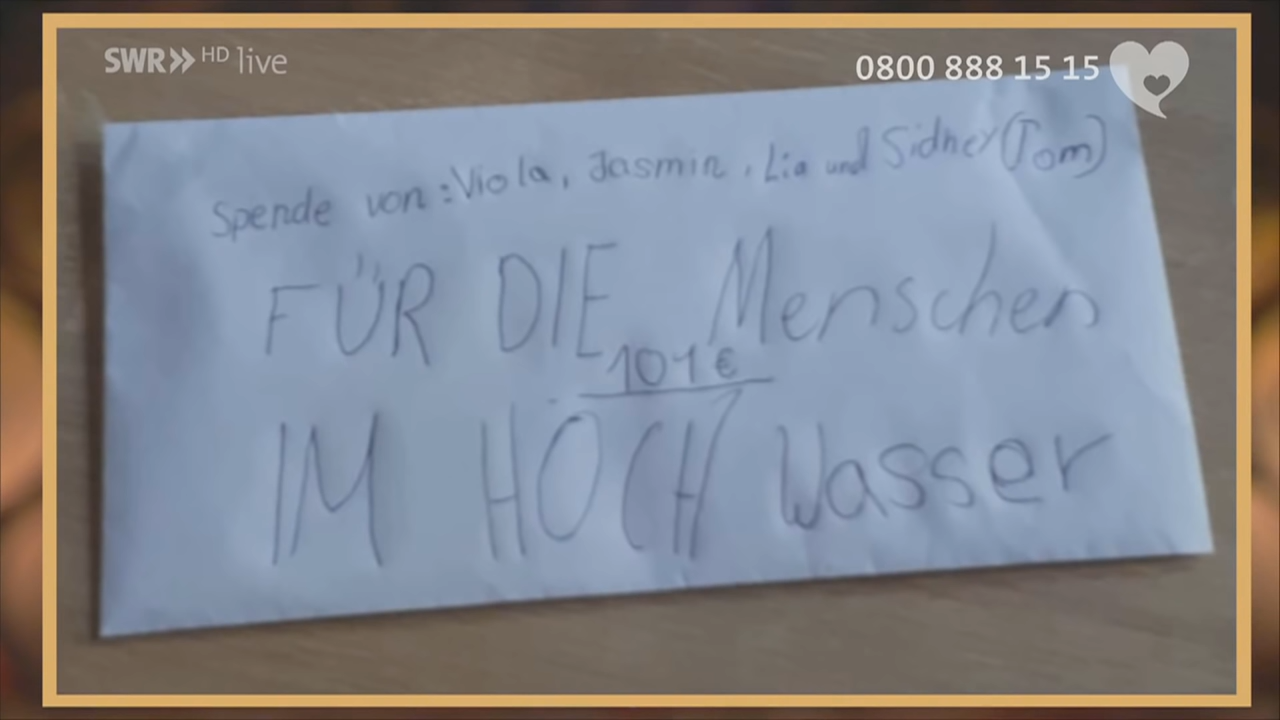 SWR HD live
0800 888 15 15
Spende von: Viola, Jasmin, Lia und Sidney (Tom)
FÜR DIE Menschen
101€
IM HOCH Wasser